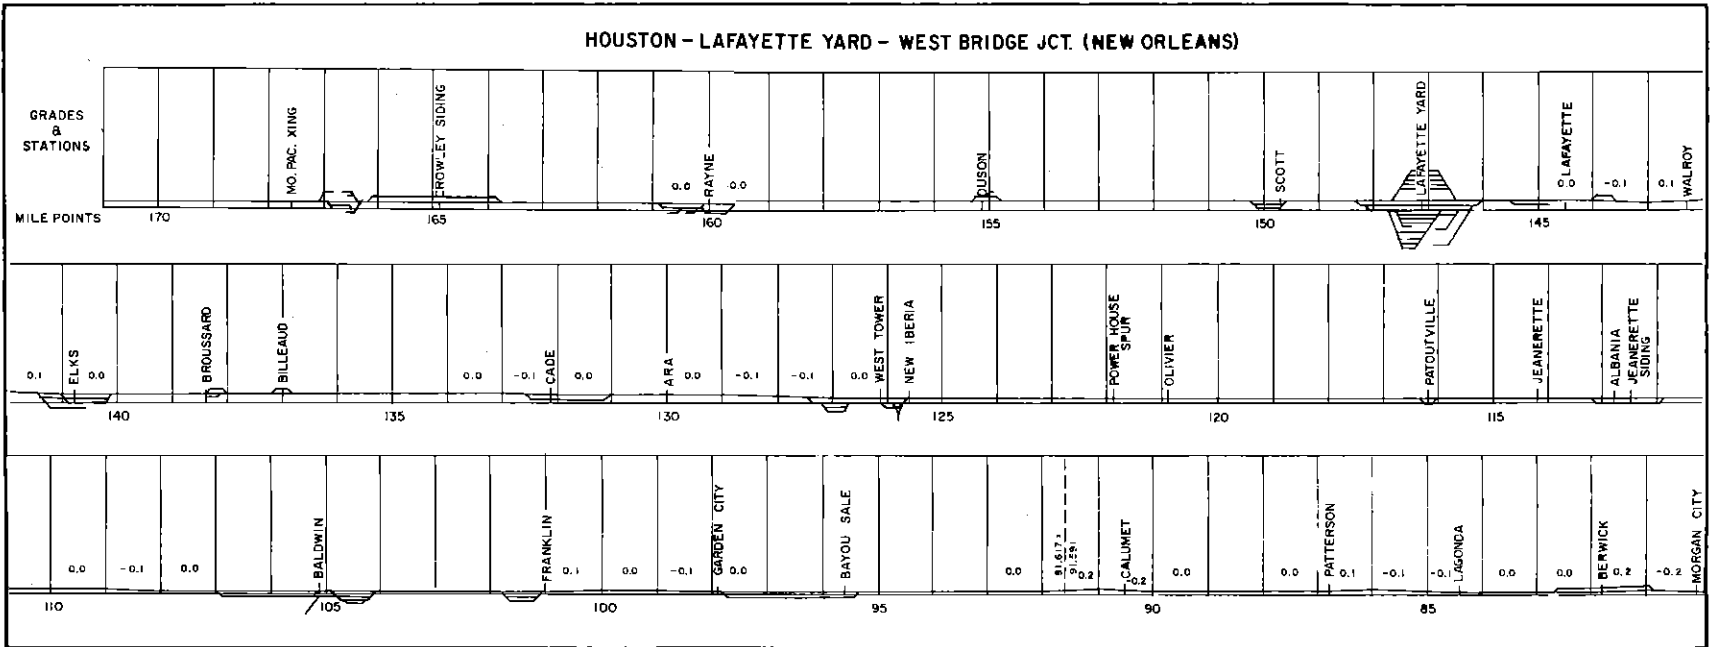 HOUSTON – LAFAYETTE YARD – WEST BRIDGE JCT. (NEW ORLEANS)
GRADES
&
STATIONS
MO. PAC. XING
CROWLEY SIDING
RAYNE
DUSON
SCOTT
LAFAYETTE YARD
LAFAYETTE
WALROY
0.0 -0.0 0.0 -0.1 0.1
MILE POINTS
170 165 160 155 150 145
ELKS
BROUSSARD
BILLEAUD
CADE
ARA
WEST TOWER
NEW IBERIA
POWER HOUSE
SPUR
OLIVIER
PATOUTVILLE
JEANERETTE
ALBANIA
JEANERETTE
SIDING
0.1 0.0 0.0 -0.1 0.0 0.0 -0.1 -0.1 0.0
140 135 130 125 120 115
BALDWIN
FRANKLIN
GARDEN CITY
BAYOU SALE
CALUMET
PATTERSON
LAGONDA
BERWICK
MORGAN CITY
0.0 -0.1 0.0 0.1 0.0 -0.1 0.0 0.0 0.2 -0.2 0.0 0.0 0.1 -0.1 -0.1 0.0 0.0 0.2 -0.2
110 105 100 95 90 85